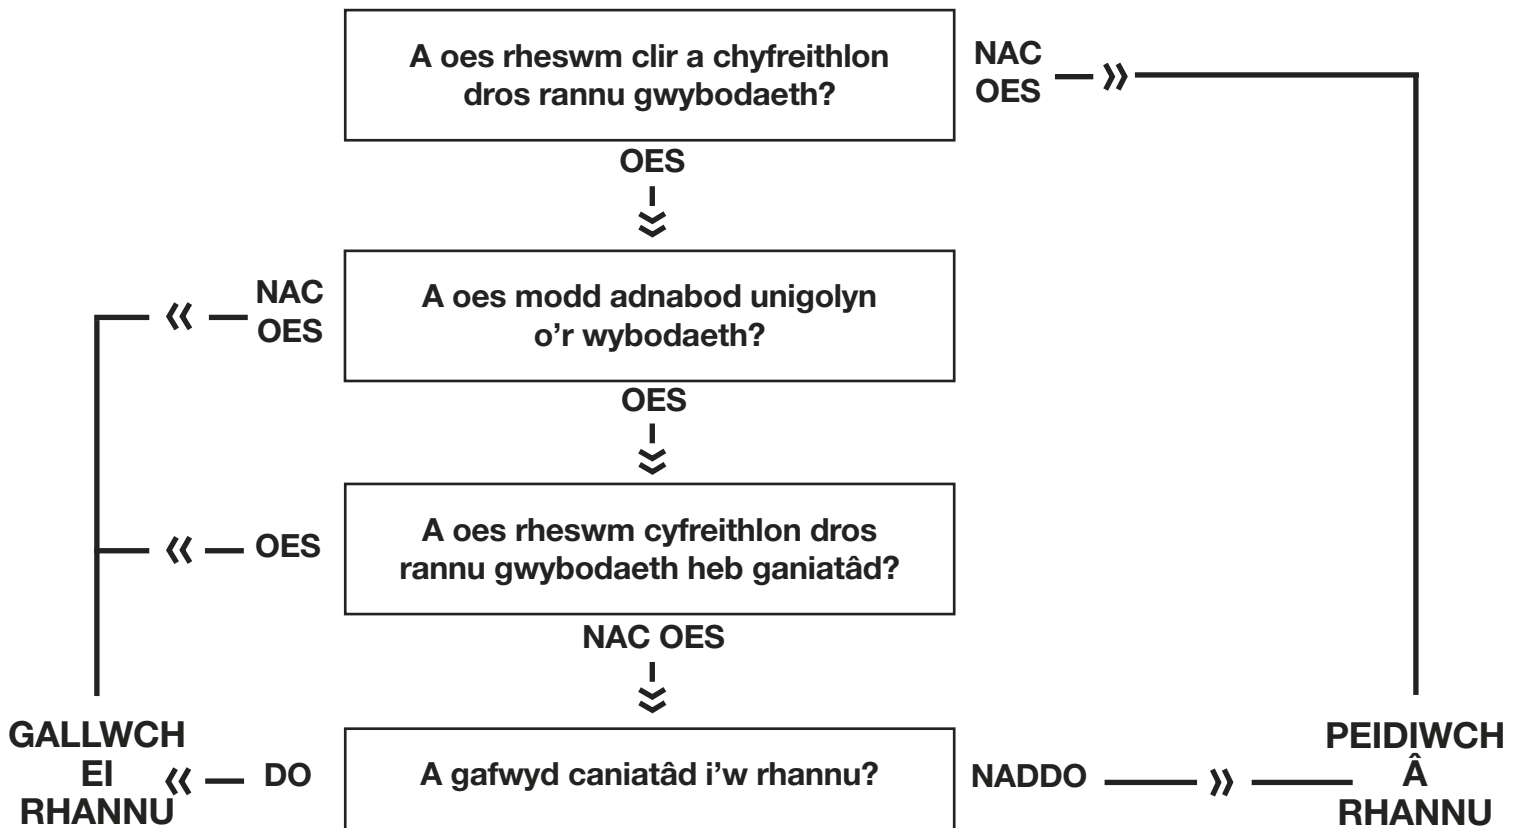 A oes rheswm clir a chyfreithlon
dros rannu gwybodaeth?
NAC
OES
OES
A oes modd adnabod unigolyn
o'r wybodaeth?
NAC
OES
OES
A oes rheswm cyfreithlon dros
rannu gwybodaeth heb ganiatâd?
OES
NAC OES
A gafwyd caniatâd i'w rhannu?
DO
NADDO
GALLWCH
EI
RHANNU
PEIDIWCH
Â
RHANNU